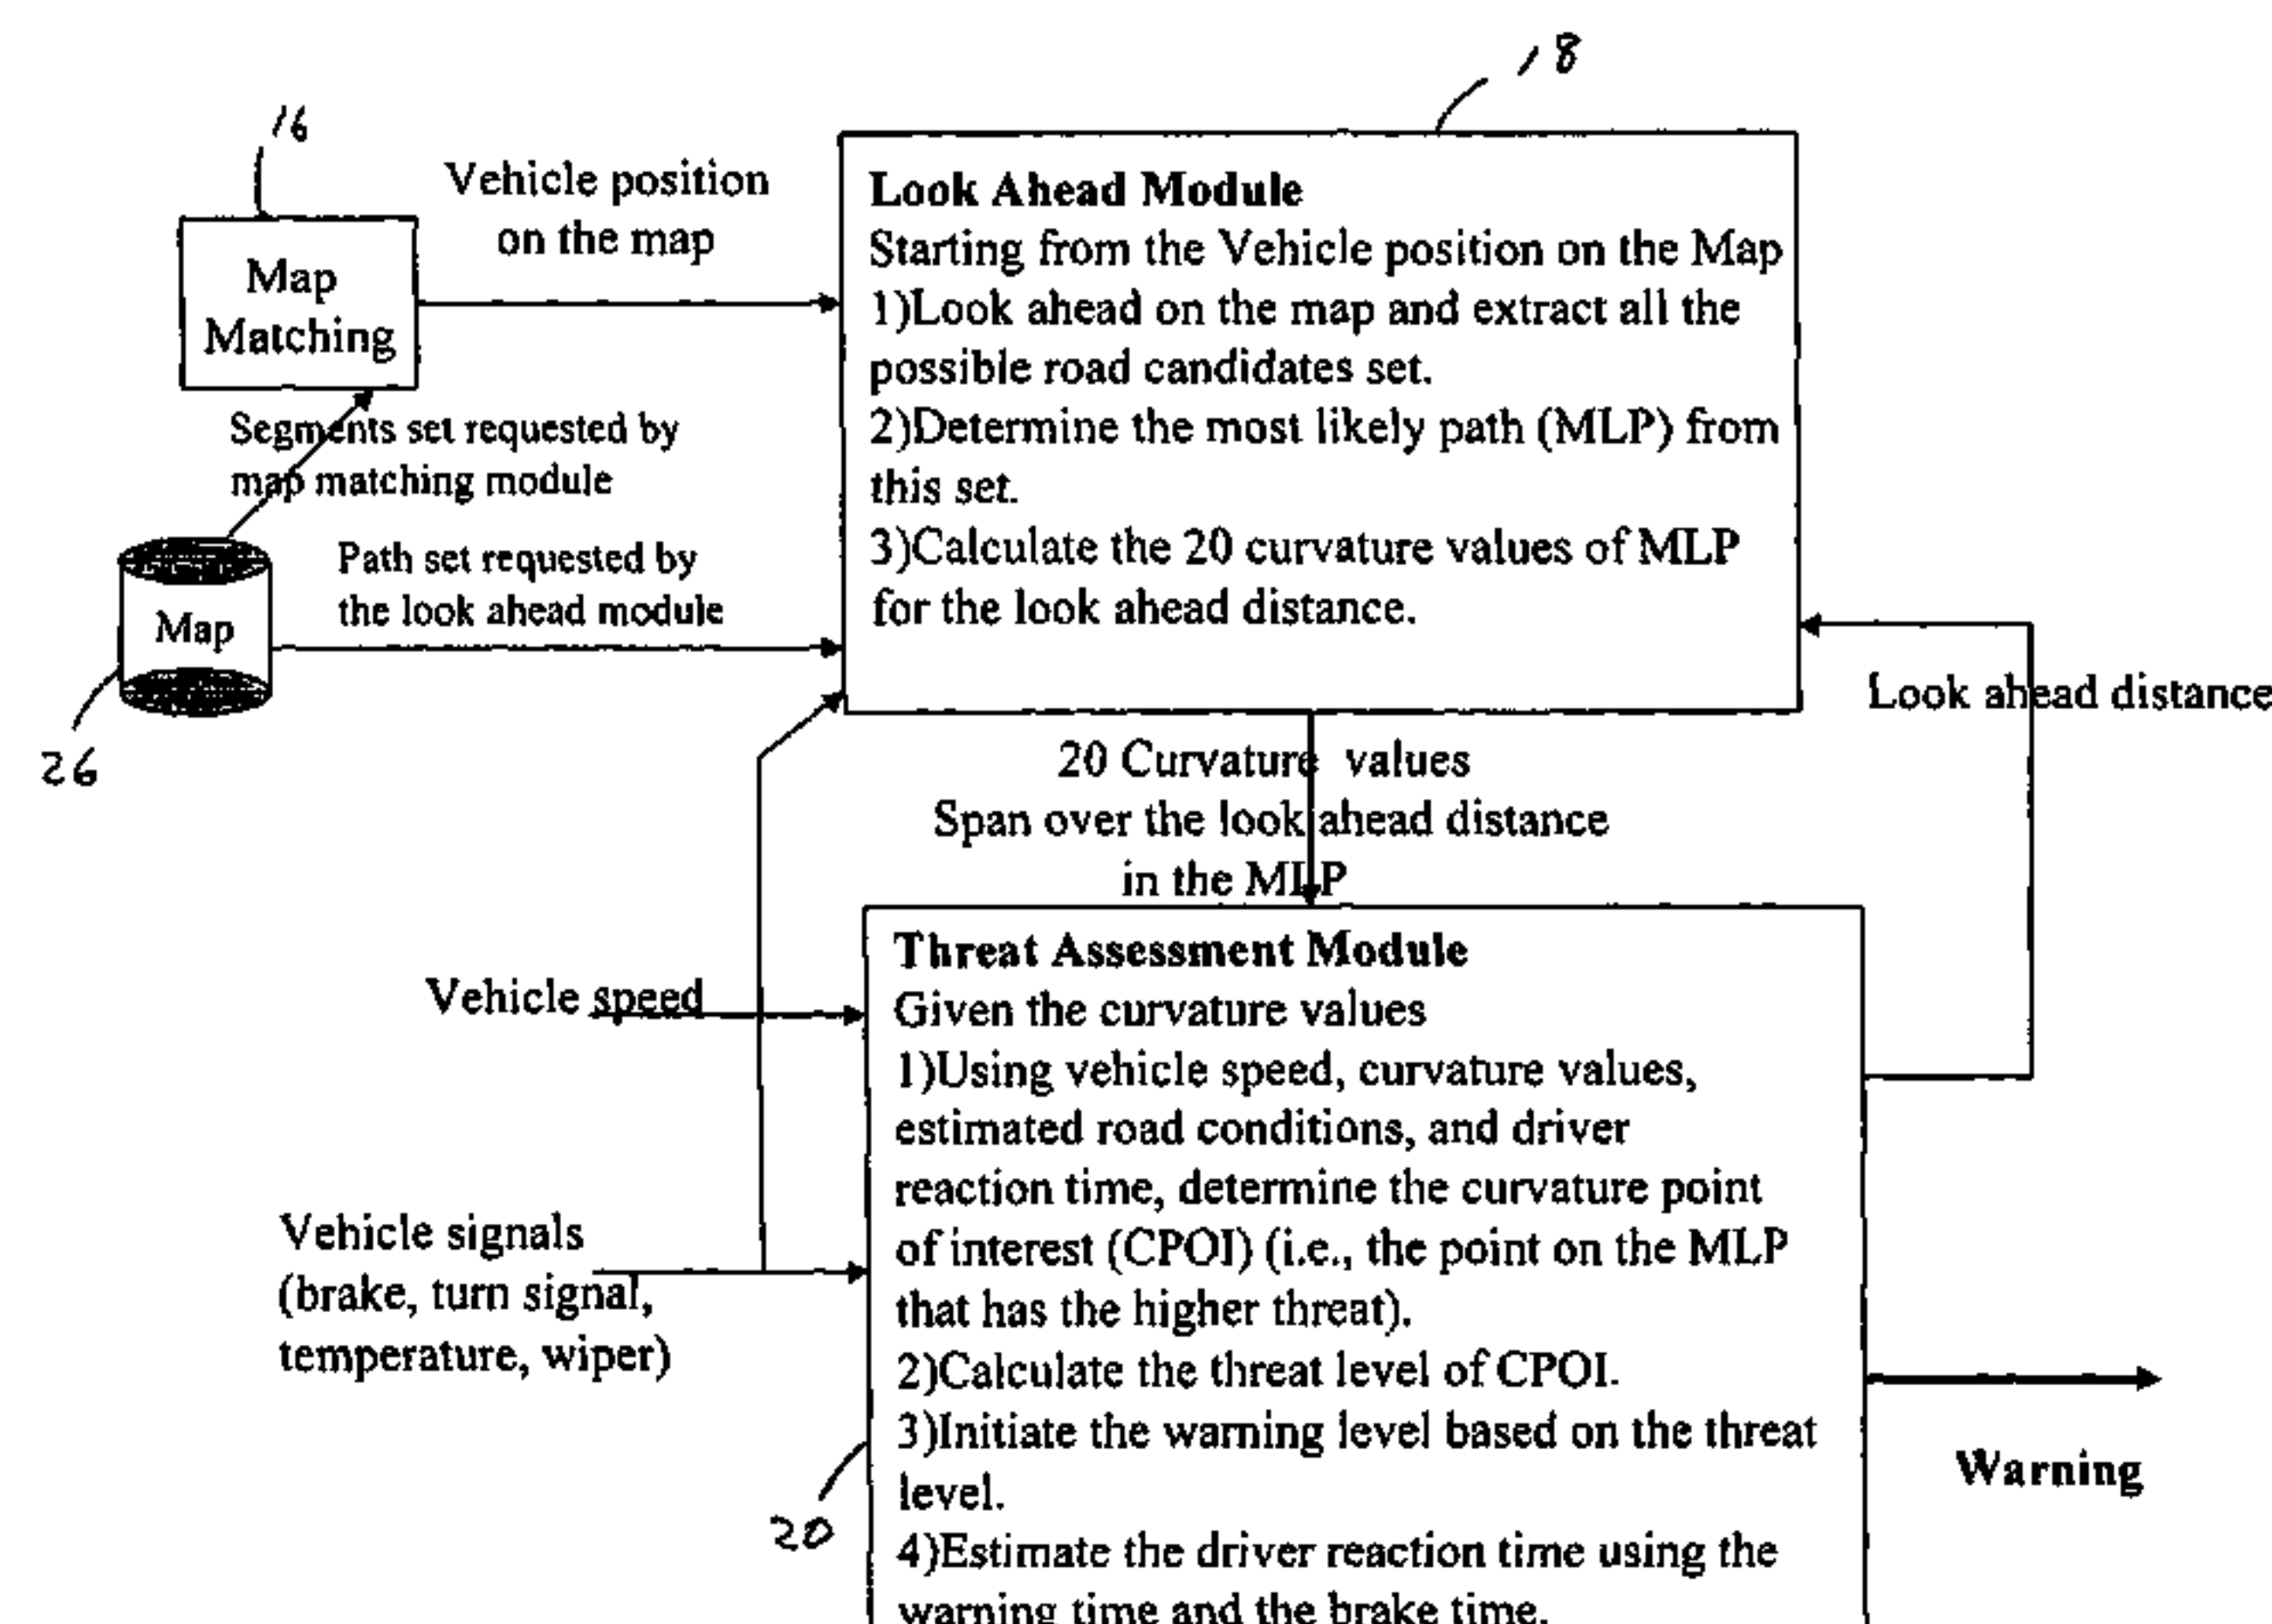 18
16
Vehicle position
on the map
Map
Matching
Segments set requested by
map matching module
Path set requested by
the look ahead module
Map
26
Look Ahead Module
Starting from the Vehicle position on the Map
1)Look ahead on the map and extract all the
possible road candidates set.
2)Determine the most likely path (MLP) from
this set.
3)Calculate the 20 curvature values of MLP
for the look ahead distance.
Look ahead distance
20 Curvature values
Span over the look ahead distance
in the MLP
Vehicle speed
Vehicle signals
(brake, turn signal,
temperature, wiper)
Threat Assessment Module
Given the curvature values
1)Using vehicle speed, curvature values,
estimated road conditions, and driver
reaction time, determine the curvature point
of interest (CPOI) (i.e., the point on the MLP
that has the higher threat).
2)Calculate the threat level of CPOI.
3)Initiate the warning level based on the threat
level.
4)Estimate the driver reaction time using the
warning time and the brake time.
20
Warning